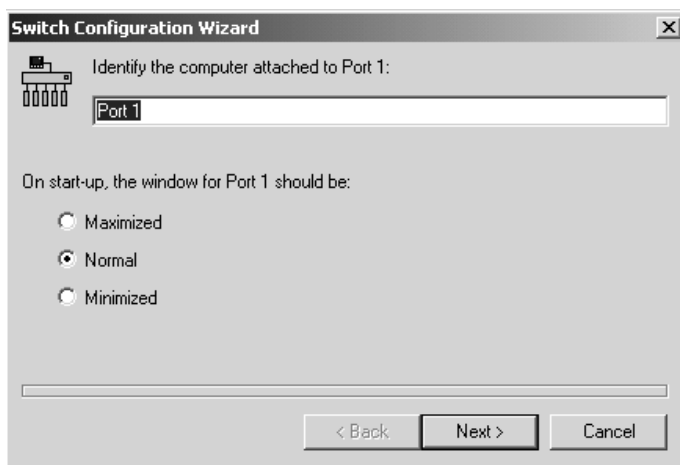 Switch Configuration Wizard
Identify the computer attached to Port 1:
Port 1
On start-up, the window for Port 1 should be:
Maximized
Normal
Minimized
< Back Next > Cancel